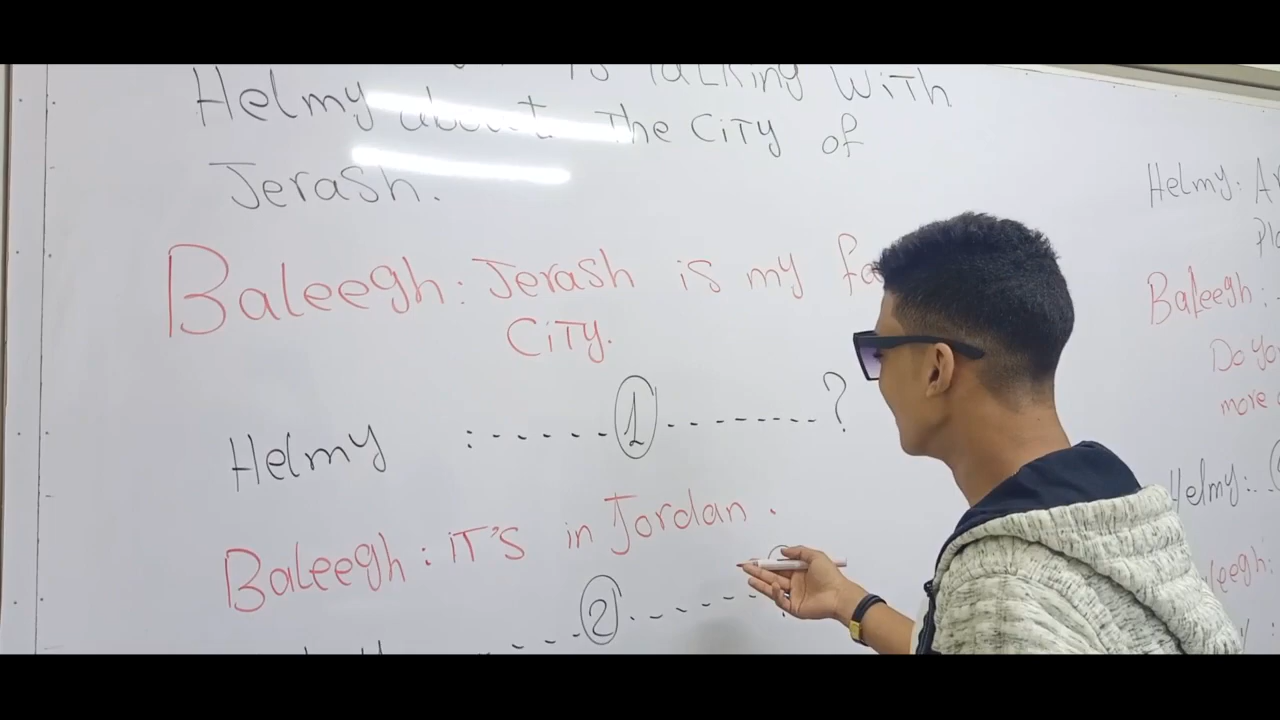 is Talking with
Helmy about The City of
Jerash.
Baleegh: Jerash is my
City.
Helmy :------①--------?
Baleegh: iT's in Jordan.
---②------
Helmy:
Baleegh:
Do
more
Helmy: